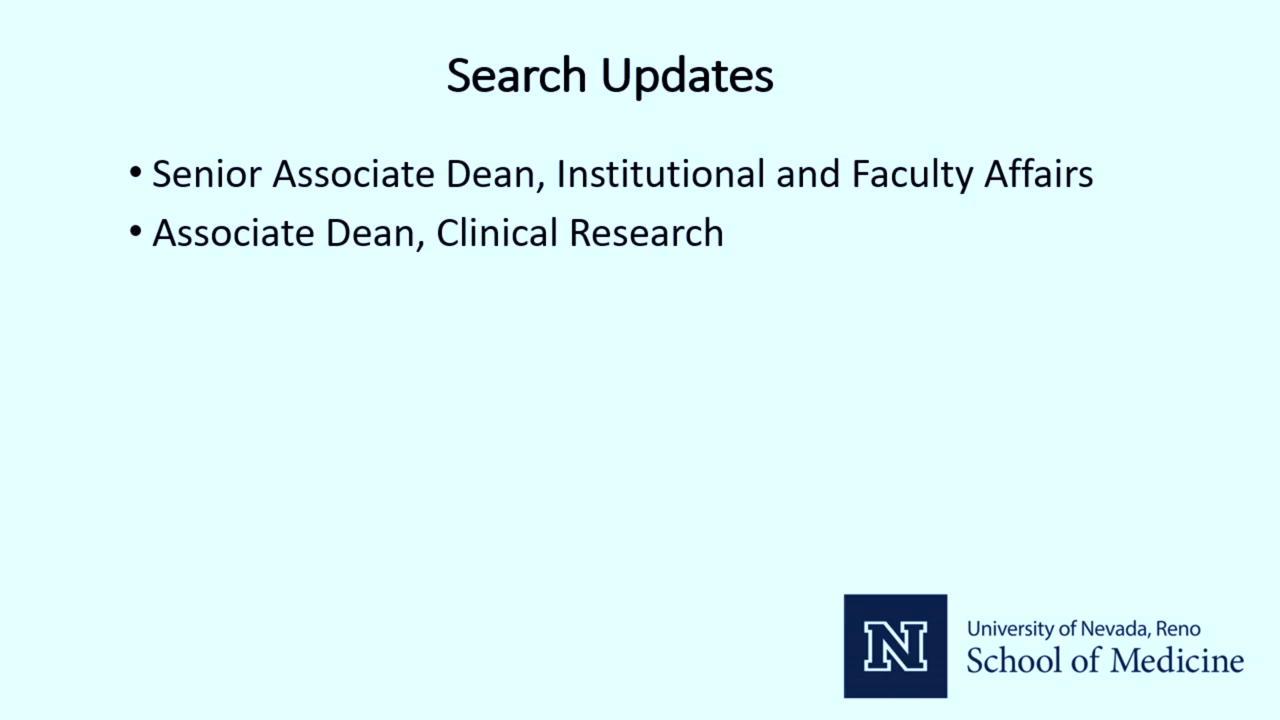 Search Updates
• Senior Associate Dean, Institutional and Faculty Affairs
• Associate Dean, Clinical Research
N
University of Nevada, Reno
School of Medicine